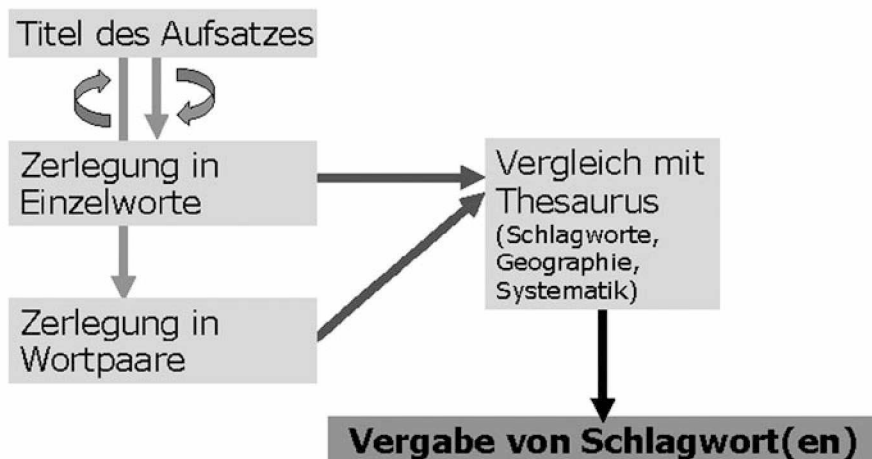 Titel des Aufsatzes
Zerlegung in
Einzelworte
Zerlegung in
Wortpaare
Vergleich mit
Thesaurus
(Schlagworte,
Geographie,
Systematik)
Vergabe von Schlagwort(en)